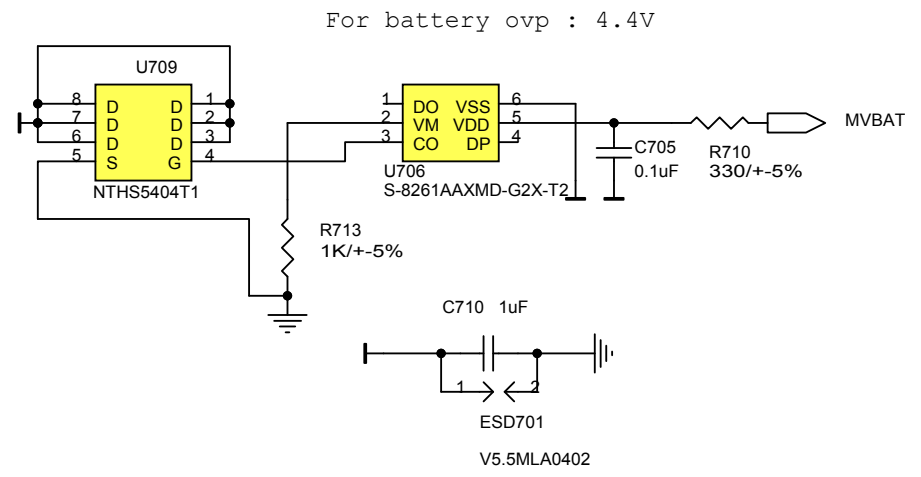 For battery ovp : 4.4V
U709
8 D D 1
7 D D 2
6 D D 3
5 S G 4
NTHS5404T1
1 DO VSS 6
2 VM VDD 5
3 CO DP 4
U706
S-8261AAXMD-G2X-T2
C705
0.1uF
R710
330/+-5%
MVBAT
R713
1K/+-5%
C710 1uF
1 2
ESD701
V5.5MLA0402